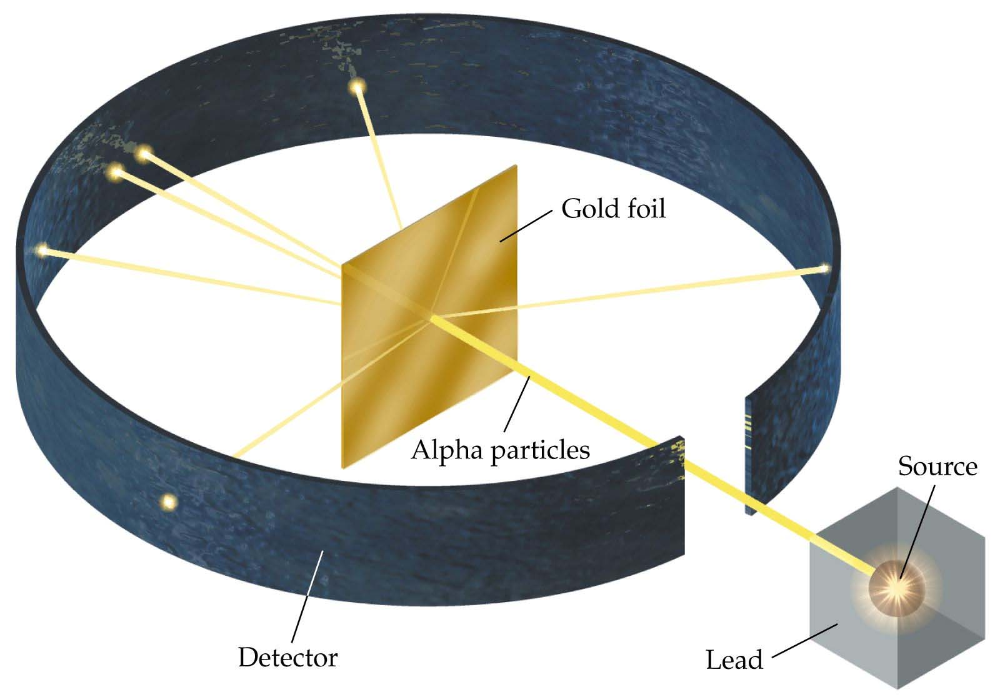 Gold foil
Alpha particles
Source
Detector
Lead